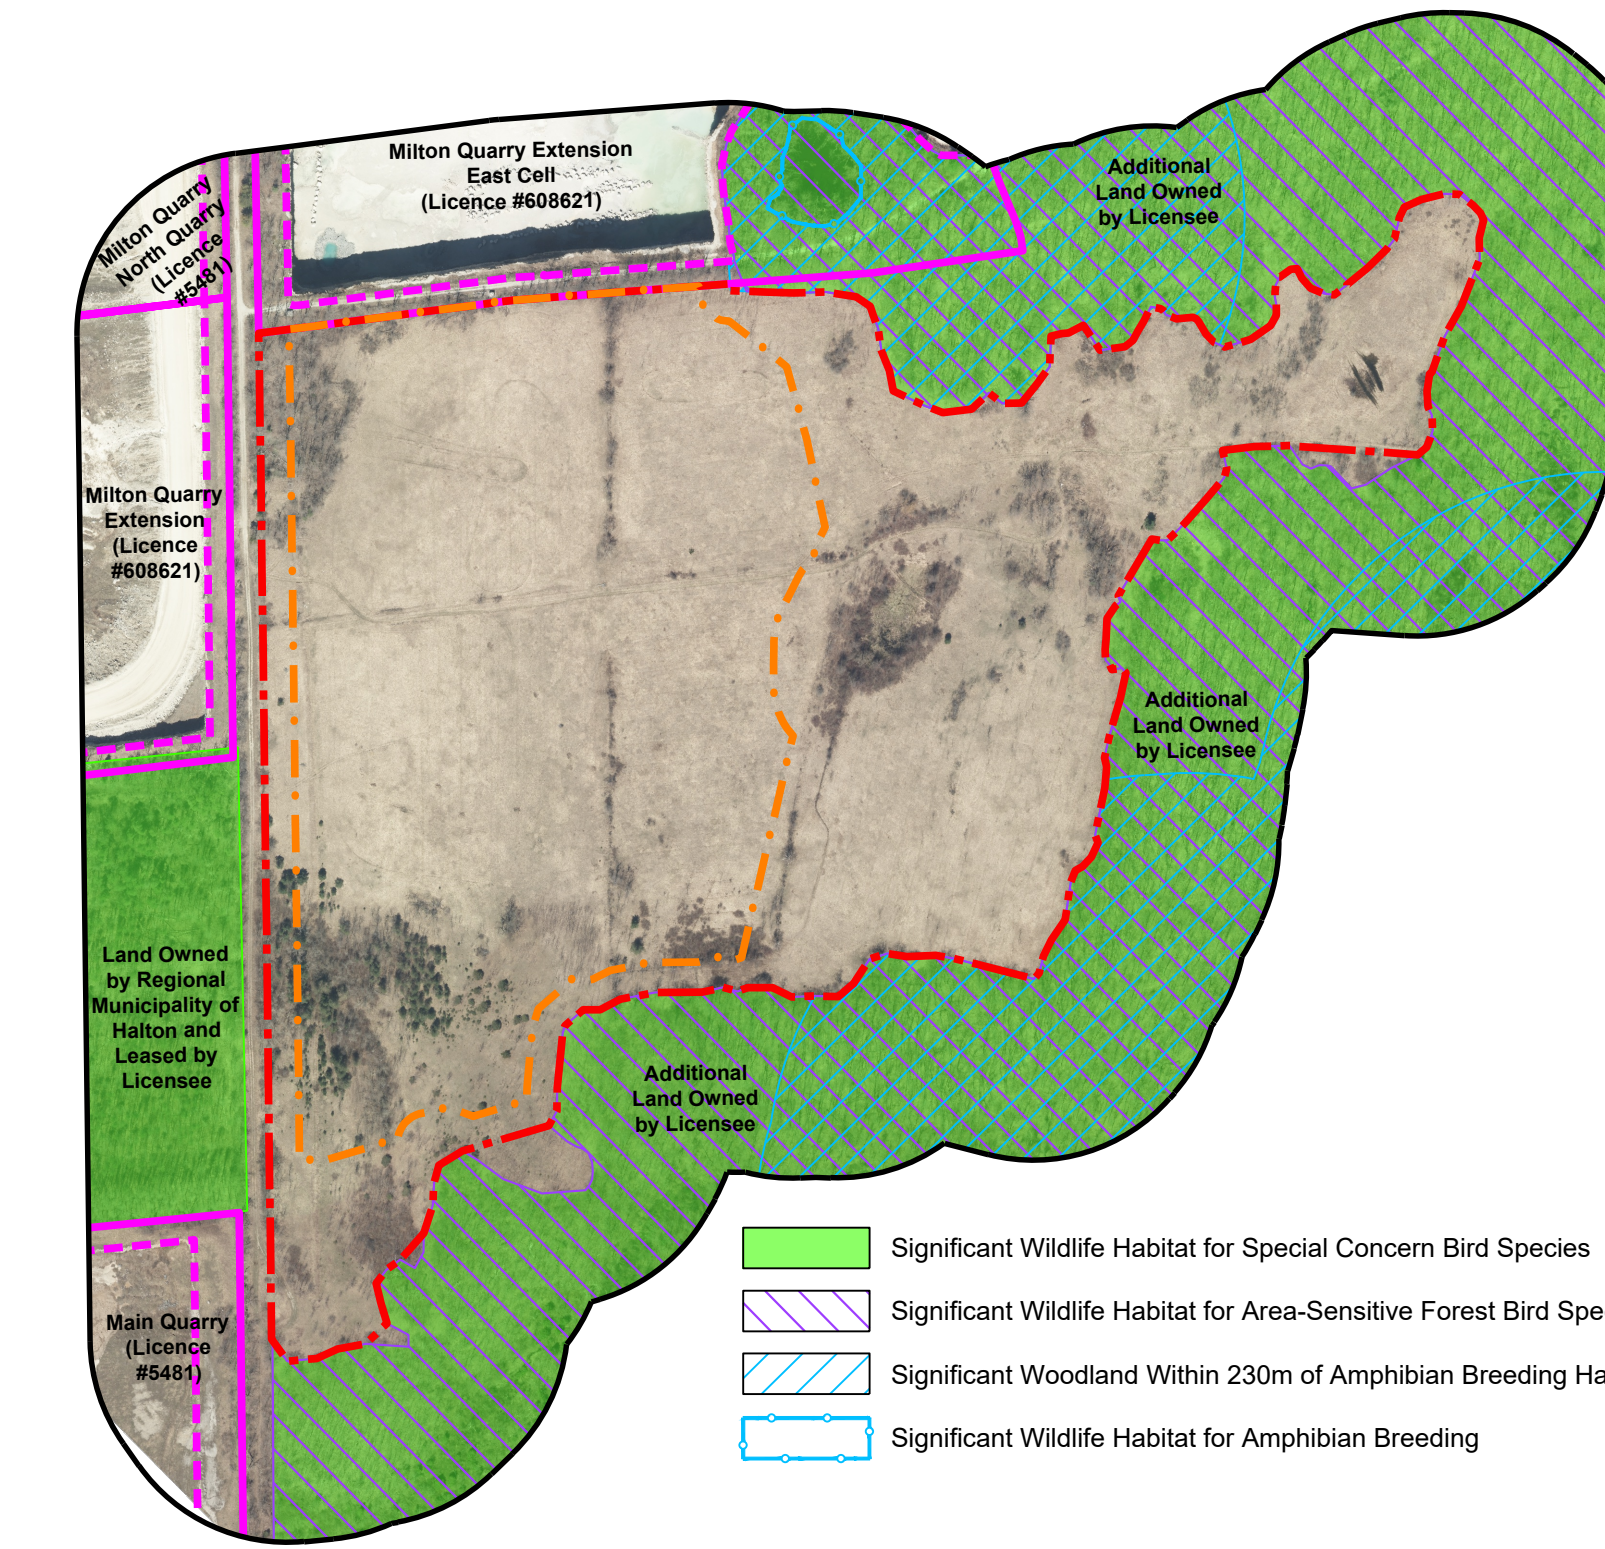 Milton Quarry Extension
East Cell
(Licence #608621)
Additional
Land Owned
by Licensee
Milton Quarry
North Quarry
(Licence
#5481)
Milton Quarry
Extension
(Licence
#608621)
Additional
Land Owned
by Licensee
Land Owned
by Regional
Municipality of
Halton and
Leased by
Licensee
Additional
Land Owned
by Licensee
Main Quarry
(Licence
#5481)
Significant Wildlife Habitat for Special Concern Bird Species
Significant Wildlife Habitat for Area-Sensitive Forest Bird Spe
Significant Woodland Within 230m of Amphibian Breeding Ha
Significant Wildlife Habitat for Amphibian Breeding